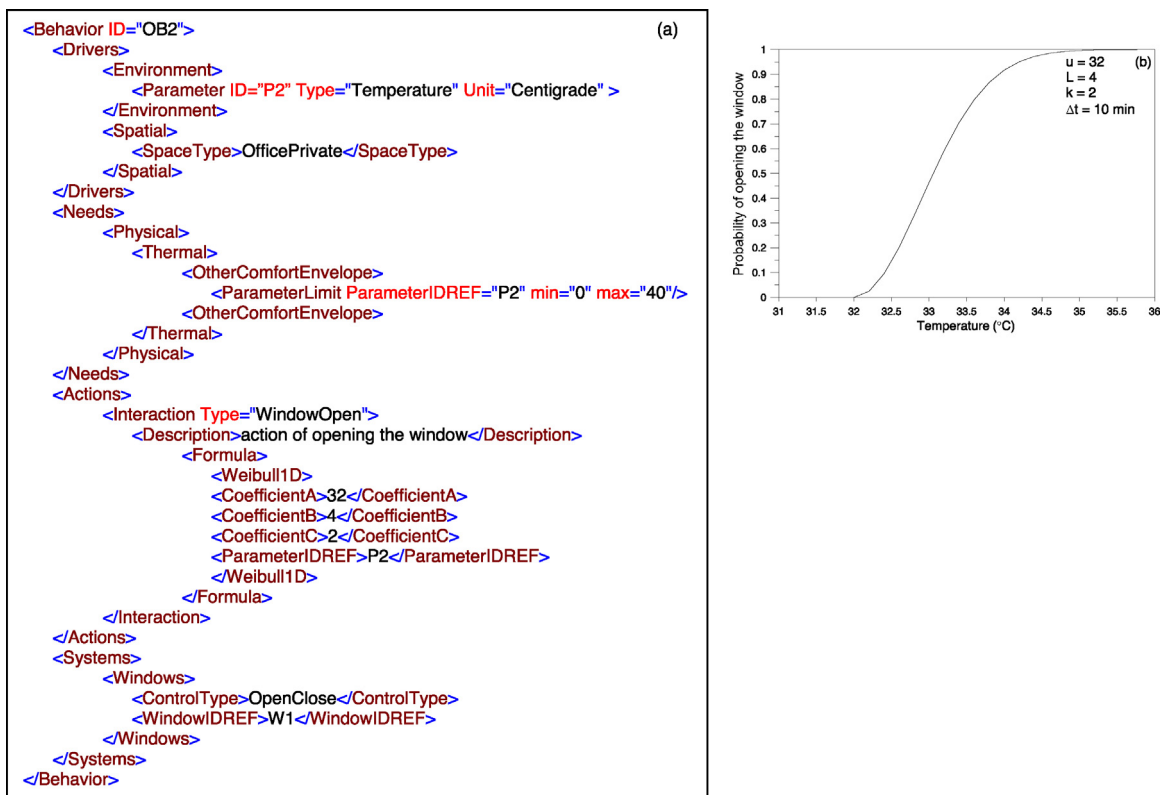 (a)
<Behavior ID="OB2">
<Drivers>
<Environment>
<Parameter ID="P2" Type="Temperature" Unit="Centigrade" >
</Environment>
<Spatial>
<SpaceType>OfficePrivate</SpaceType>
</Spatial>
</Drivers>
<Needs>
<Physical>
<Thermal>
<OtherComfortEnvelope>
<ParameterLimit ParameterIDREF="P2" min="0" max="40"/>
<OtherComfortEnvelope>
</Thermal>
</Physical>
</Needs>
<Actions>
<Interaction Type="WindowOpen">
<Description>action of opening the window</Description>
<Formula>
<Weibull1D>
<CoefficientA>32</CoefficientA>
<CoefficientB>4</CoefficientB>
<CoefficientC>2</CoefficientC>
<ParameterIDREF>P2</ParameterIDREF>
</Weibull1D>
</Formula>
</Interaction>
</Actions>
<Systems>
<Windows>
<ControlType>OpenClose</ControlType>
<WindowIDREF>W1</WindowIDREF>
</Windows>
</Systems>
</Behavior>
(b)
u = 32
L = 4
k = 2
Δt = 10 min
Probability of opening the window
1
0.9
0.8
0.7
0.6
0.5
0.4
0.3
0.2
0.1
0
31 31.5 32 32.5 33 33.5 34 34.5 35 35.5 36
Temperature (°C)